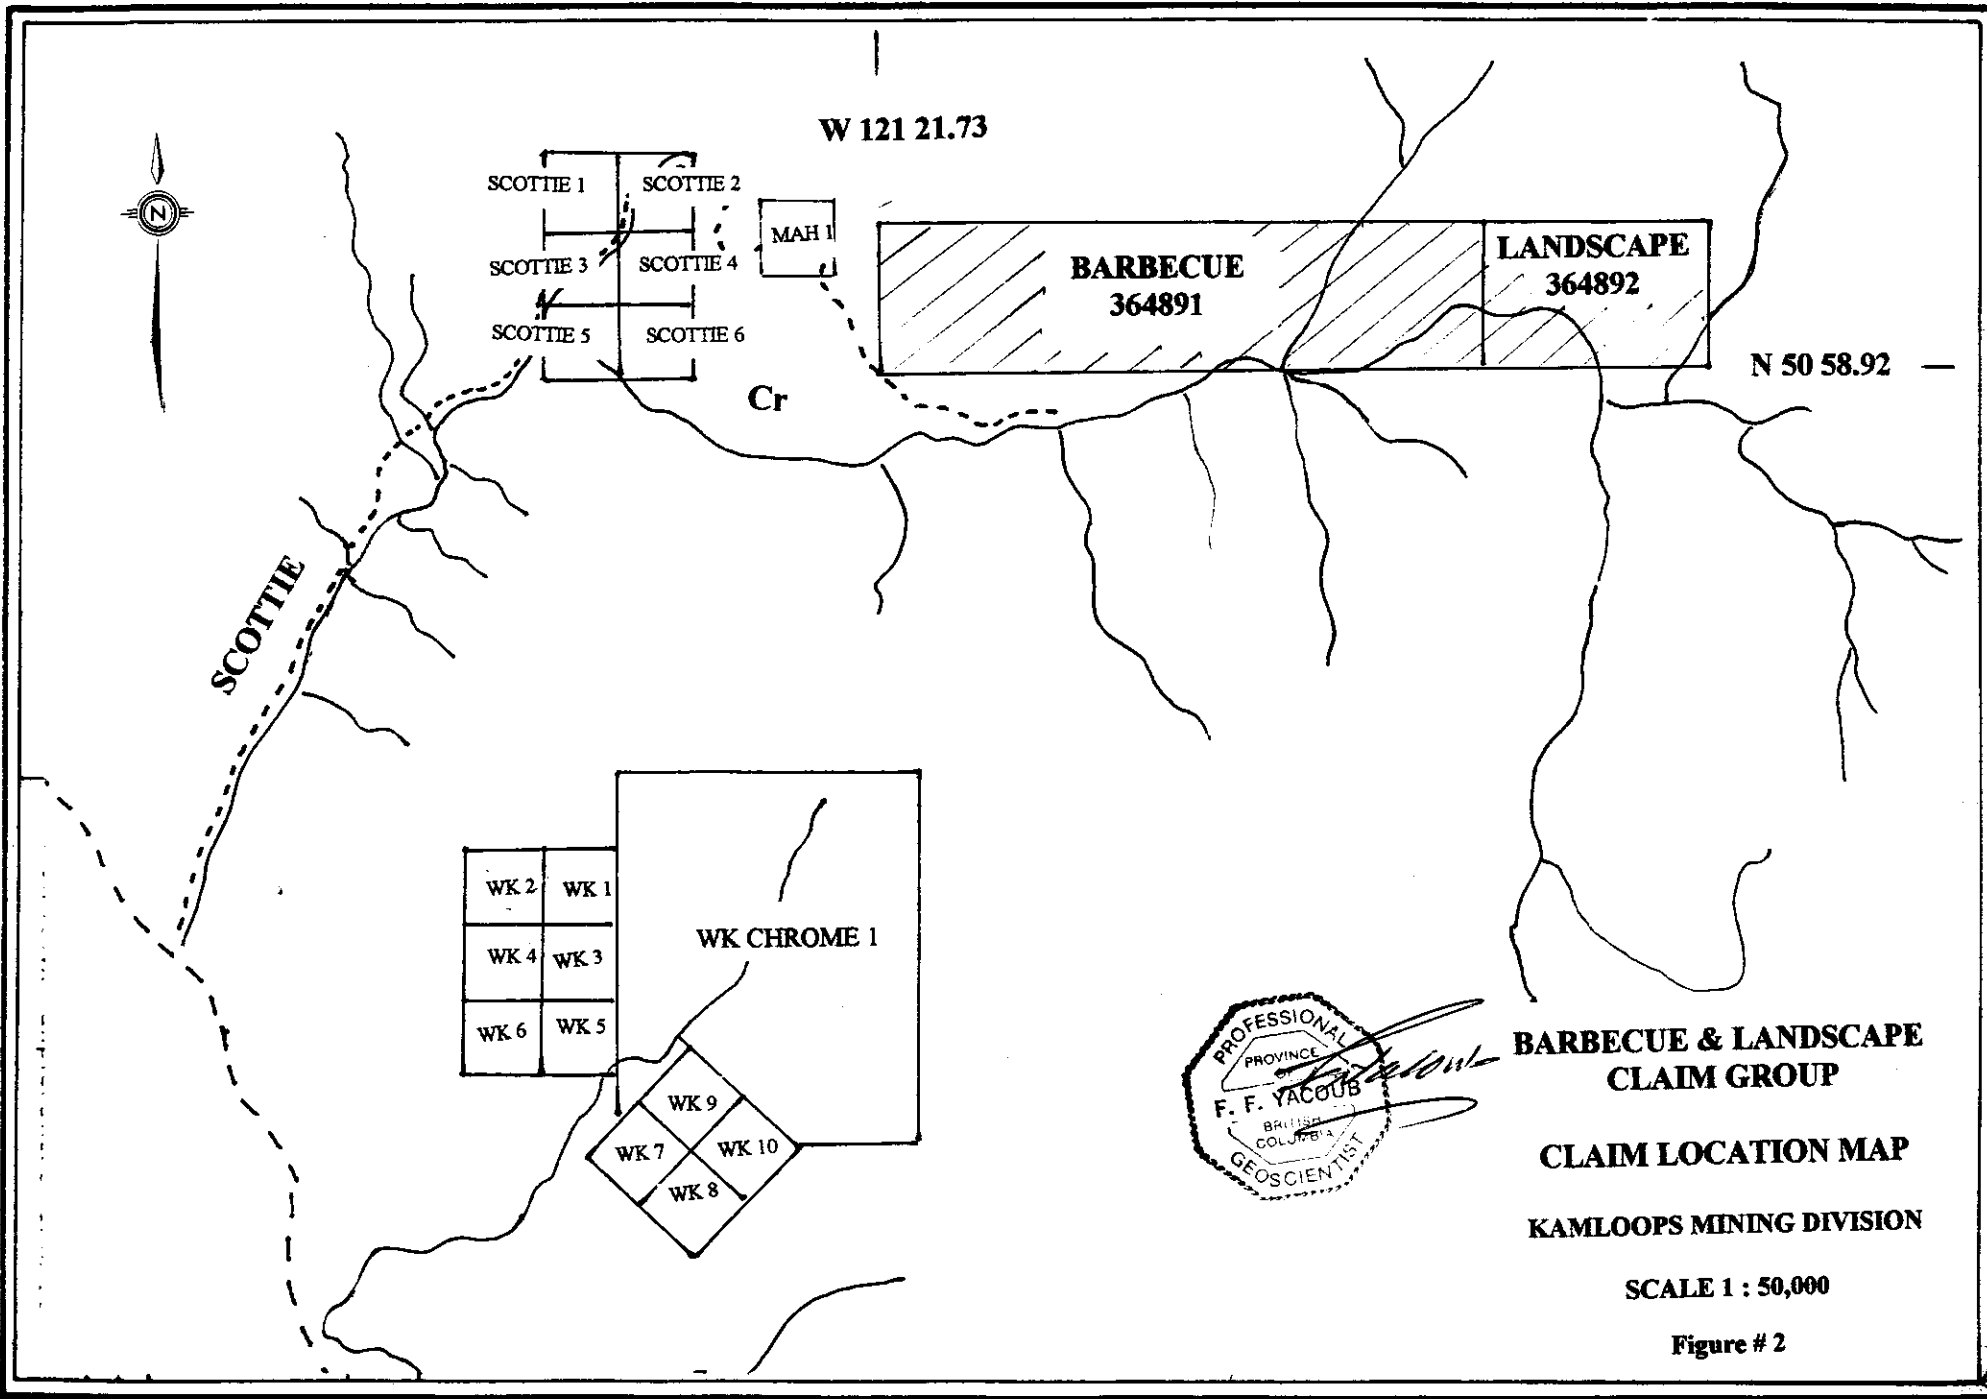 W 121 21.73
N
SCOTTIE 1
SCOTTIE 2
SCOTTIE 3
SCOTTIE 4
SCOTTIE 5
SCOTTIE 6
MAH 1
BARBECUE
364891
LANDSCAPE
364892
N 50 58.92
Cr
SCOTTIE
WK 2
WK 1
WK 4
WK 3
WK 6
WK 5
WK CHROME 1
WK 9
WK 7
WK 10
WK 8
PROFESSIONAL
PROVINCE
OF
F. F. YACOUB
BRITISH
COLUMBIA
GEOSCIENTIST
BARBECUE & LANDSCAPE
CLAIM GROUP
CLAIM LOCATION MAP
KAMLOOPS MINING DIVISION
SCALE 1 : 50,000
Figure # 2